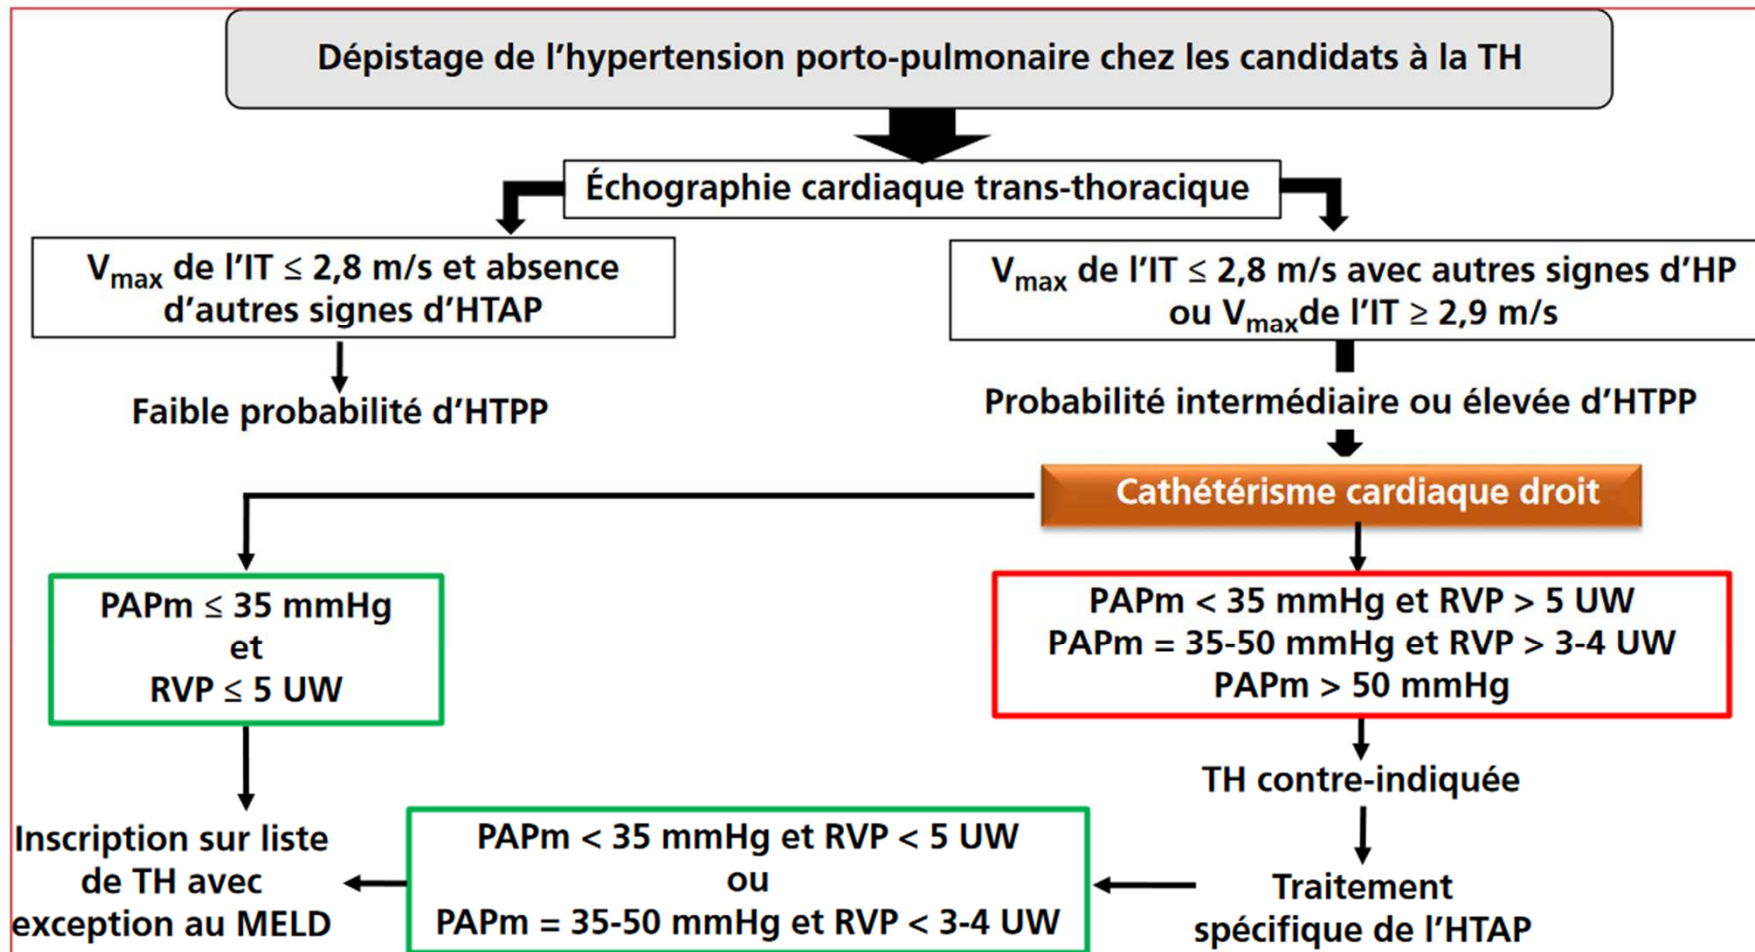 Dépistage de l’hypertension porto-pulmonaire chez les candidats à la TH
Échographie cardiaque trans-thoracique
Vmax de l’IT ≤ 2,8 m/s et absence
d’autres signes d’HTAP
Vmax de l’IT ≤ 2,8 m/s avec autres signes d’HP
ou Vmaxde l’IT ≥ 2,9 m/s
Faible probabilité d’HTPP
Probabilité intermédiaire ou élevée d’HTPP
Cathétérisme cardiaque droit
PAPm ≤ 35 mmHg
et
RVP ≤ 5 UW
PAPm < 35 mmHg et RVP > 5 UW
PAPm = 35-50 mmHg et RVP > 3-4 UW
PAPm > 50 mmHg
TH contre-indiquée
Traitement
spécifique de l’HTAP
PAPm < 35 mmHg et RVP < 5 UW
ou
PAPm = 35-50 mmHg et RVP < 3-4 UW
Inscription sur liste
de TH avec
exception au MELD